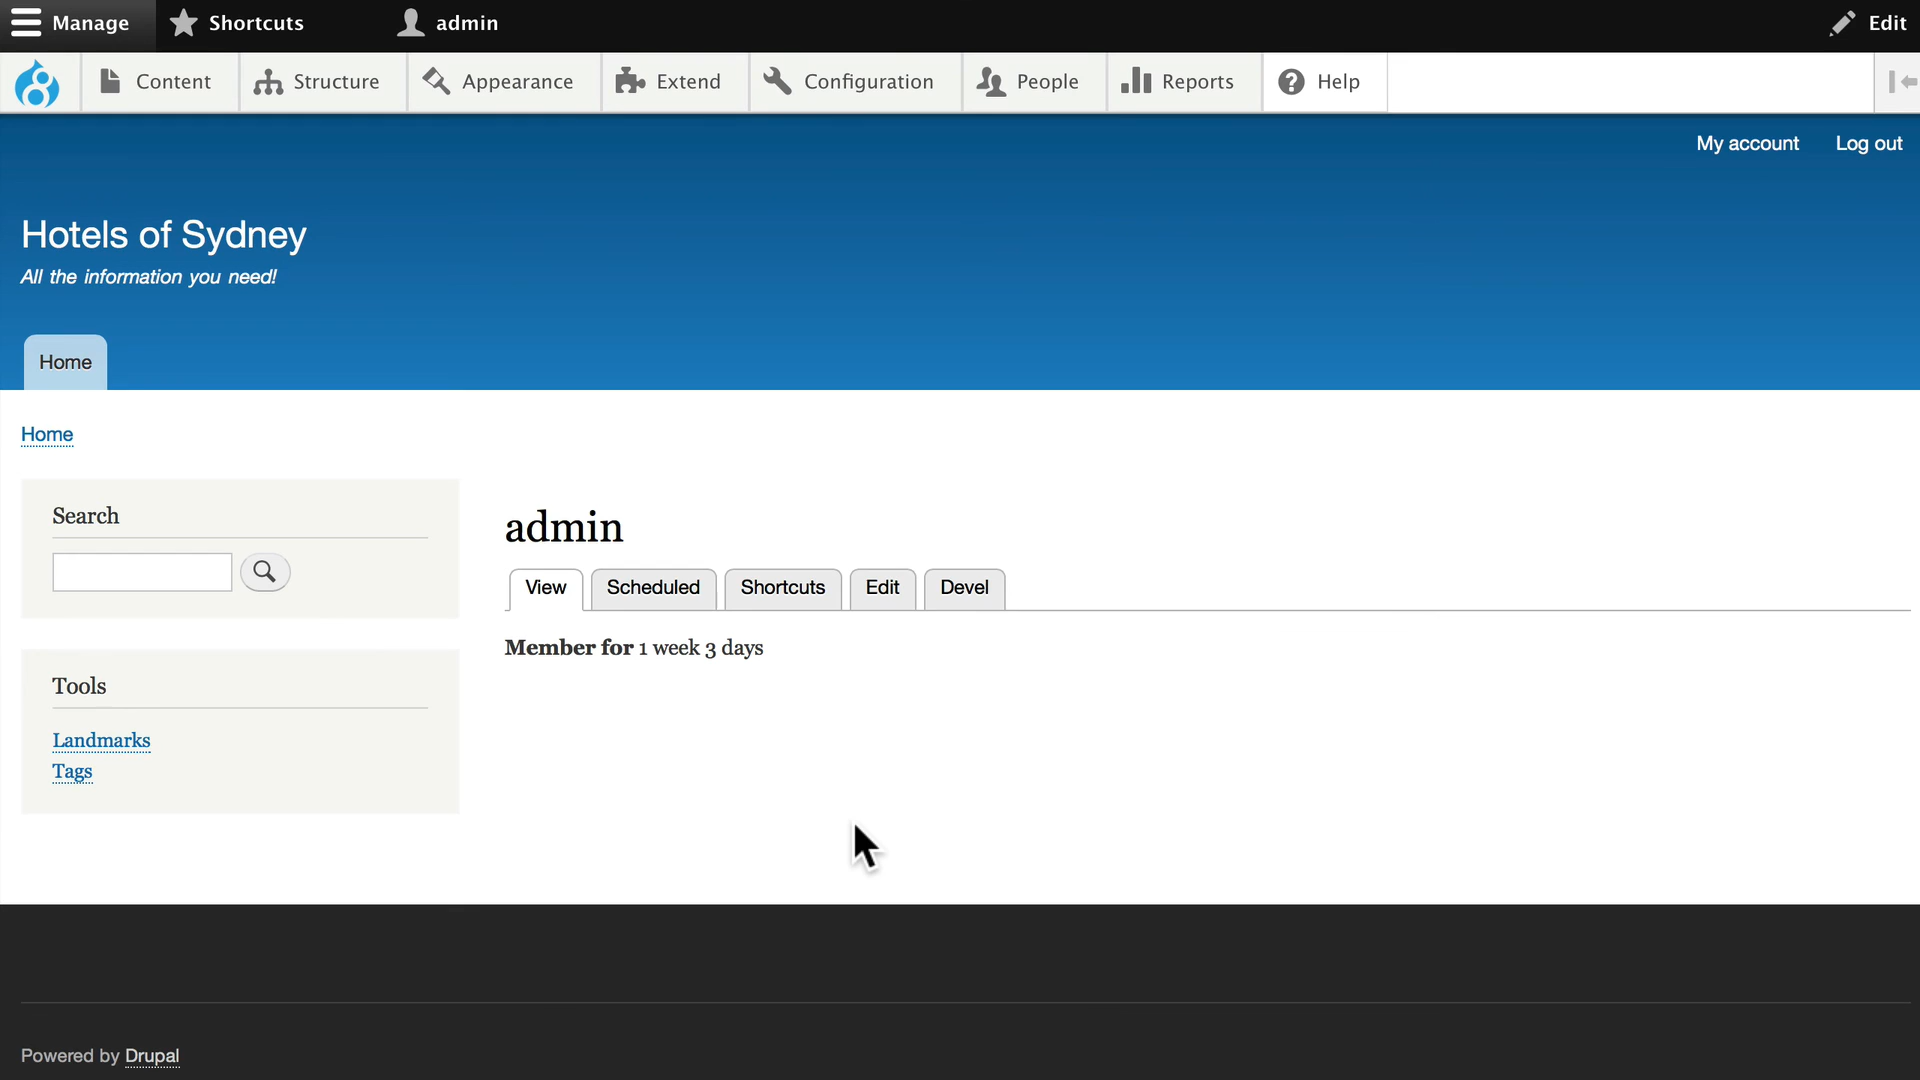 Manage Shortcuts admin Edit
Content Structure Appearance Extend Configuration People Reports Help
My account Log out
Hotels of Sydney
All the information you need!
Home
Home
Search
admin
View Scheduled Shortcuts Edit Devel
Member for 1 week 3 days
Tools
Landmarks
Tags
Powered by Drupal